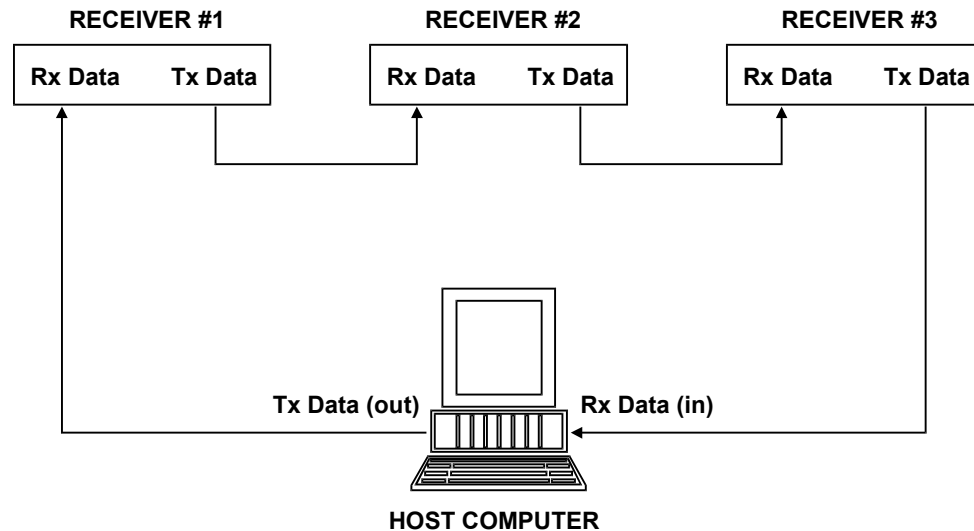 RECEIVER #1 RECEIVER #2 RECEIVER #3
Rx Data Tx Data Rx Data Tx Data Rx Data Tx Data
Tx Data (out) Rx Data (in)
HOST COMPUTER